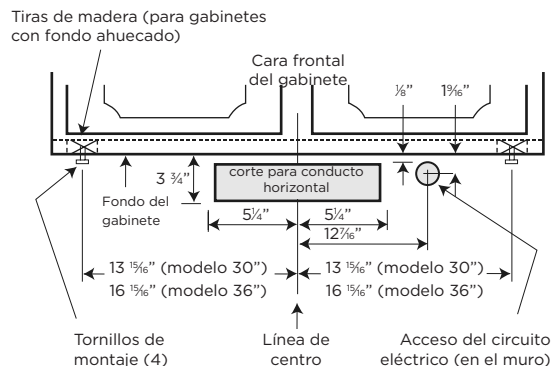 Tiras de madera (para gabinetes
con fondo ahuecado)
Cara frontal
del gabinete
⅛”
1⁹⁄₁₆”
3 ¾”
corte para conducto
horizontal
Fondo del
gabinete
5¼”
5¼”
12⁷⁄₁₆”
13 ¹⁵⁄₁₆” (modelo 30”)
13 ¹⁵⁄₁₆” (modelo 30”)
16 ¹⁵⁄₁₆” (modelo 36”)
16 ¹⁵⁄₁₆” (modelo 36”)
Tornillos de
montaje (4)
Línea de
centro
Acceso del circuito
eléctrico (en el muro)